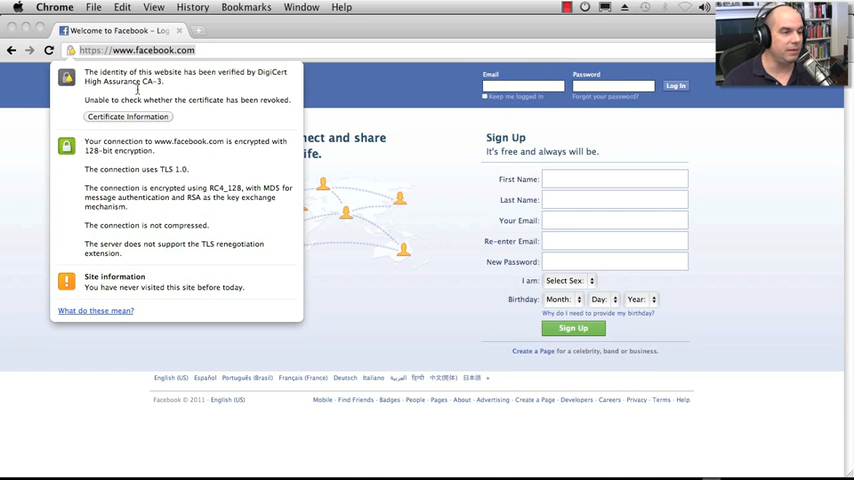 Chrome File Edit View History Bookmarks Window Help
Welcome to Facebook - Log
https://www.facebook.com
The identity of this website has been verified by DigiCert
High Assurance CA-3.
Unable to check whether the certificate has been revoked.
Certificate Information
Your connection to www.facebook.com is encrypted with
128-bit encryption.
The connection uses TLS 1.0.
The connection is encrypted using RC4_128, with MD5 for
message authentication and RSA as the key exchange
mechanism.
The connection is not compressed.
The server does not support the TLS renegotiation
extension.
Site information
You have never visited this site before today.
What do these mean?
Email Password
Log In
Keep me logged in Forgot your password?
nect and share
life.
Sign Up
It's free and always be.
First Name:
Last Name:
Your Email:
Re-enter Email:
New Password:
I am: Select Sex:
Birthday: Month: Day: Year:
Why do I need to provide my birthday?
Sign Up
Create a Page for a celebrity, band or business.
English (US) Español Português (Brasil) Français (France) Deutsch Italiano العربية हिन्दी 中文(简体) 日本語 »
Facebook © 2011 · English (US)
Mobile · Find Friends · Badges · People · Pages · About · Advertising · Create a Page · Developers · Careers · Privacy · Terms · Help